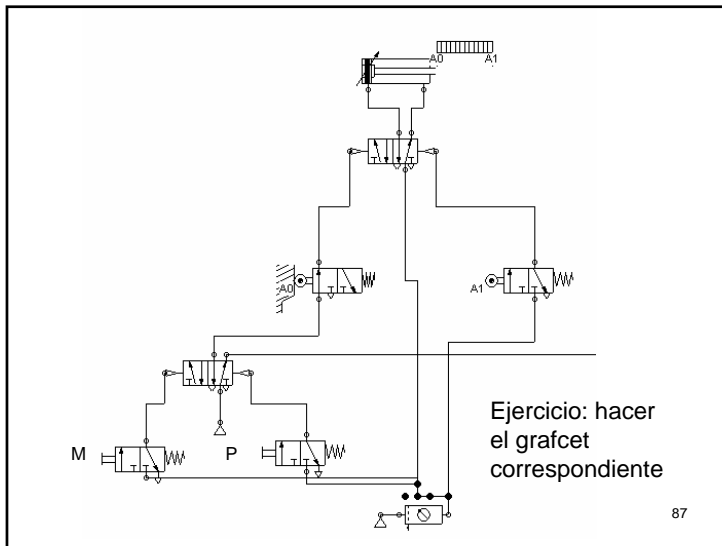 A0 A1
A0
A1
M
P
Ejercicio: hacer
el grafcet
correspondiente
87